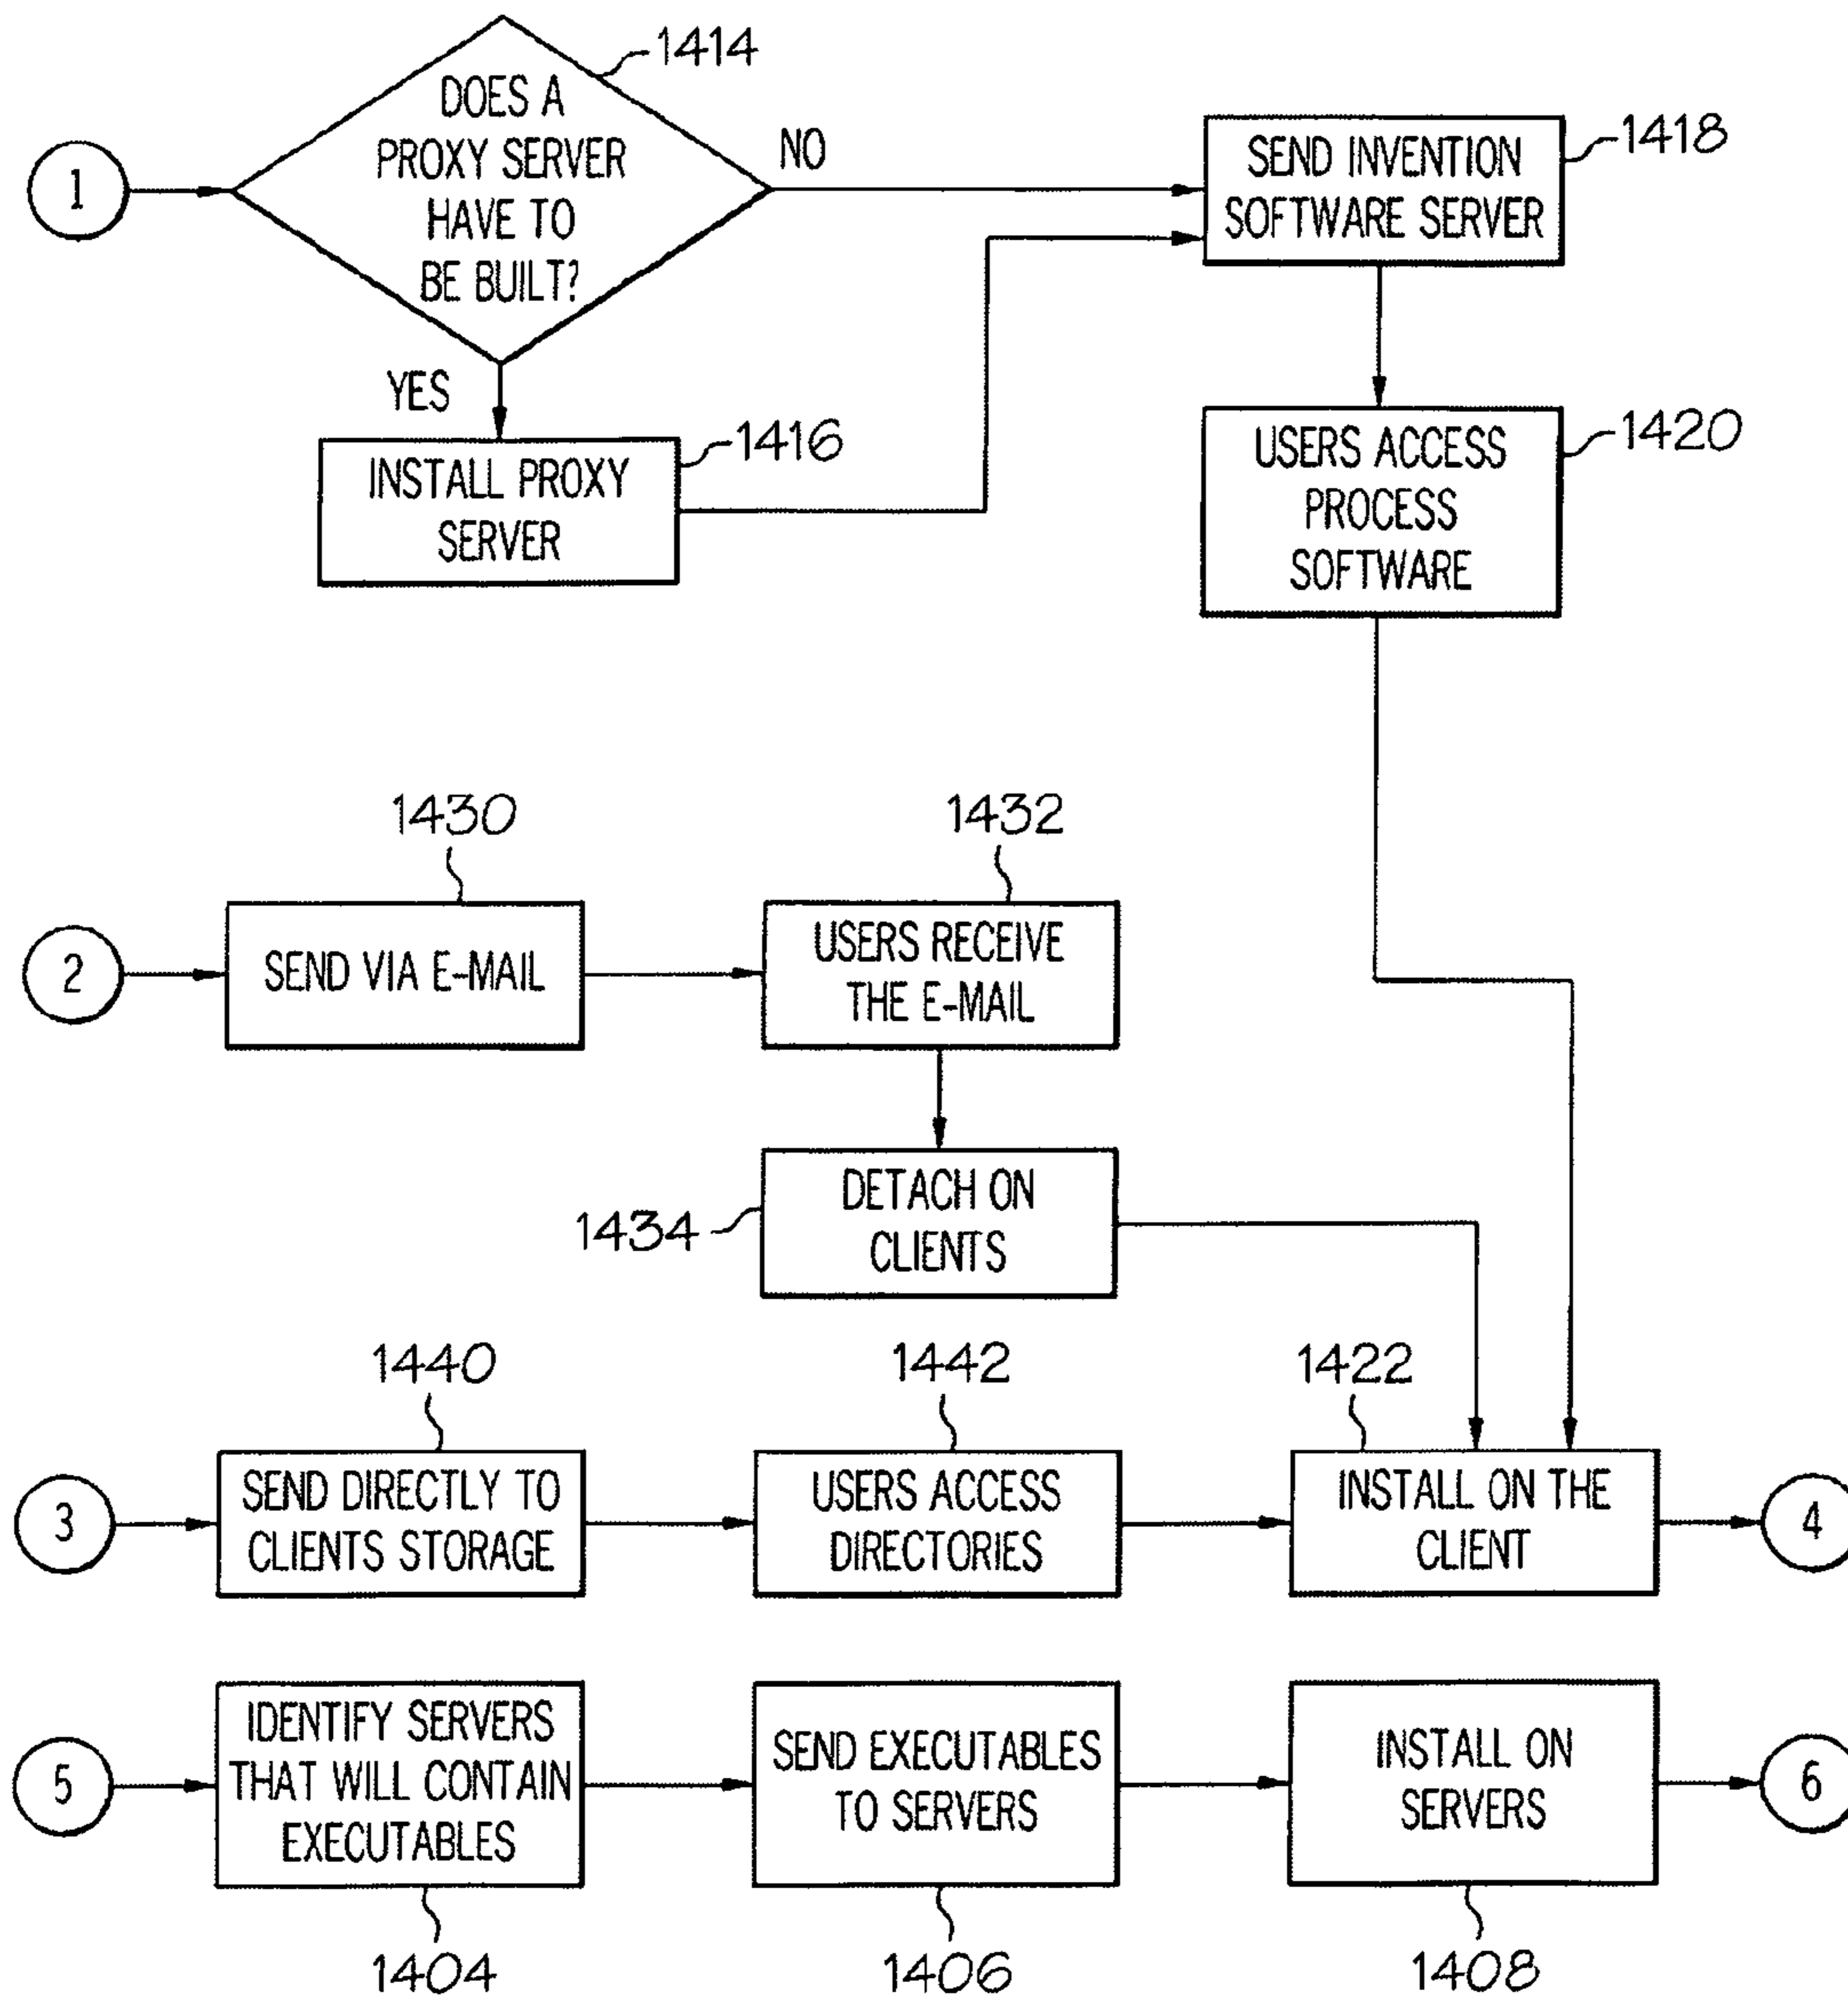 1414
DOES A
PROXY SERVER
HAVE TO
BE BUILT?
1
NO
YES
1416
INSTALL PROXY
SERVER
1418
SEND INVENTION
SOFTWARE SERVER
1420
USERS ACCESS
PROCESS
SOFTWARE
1430
1432
2
SEND VIA E-MAIL
USERS RECEIVE
THE E-MAIL
1434
DETACH ON
CLIENTS
1440
1442
1422
3
SEND DIRECTLY TO
CLIENTS STORAGE
USERS ACCESS
DIRECTORIES
INSTALL ON THE
CLIENT
4
5
IDENTIFY SERVERS
THAT WILL CONTAIN
EXECUTABLES
SEND EXECUTABLES
TO SERVERS
INSTALL ON
SERVERS
6
1404
1406
1408